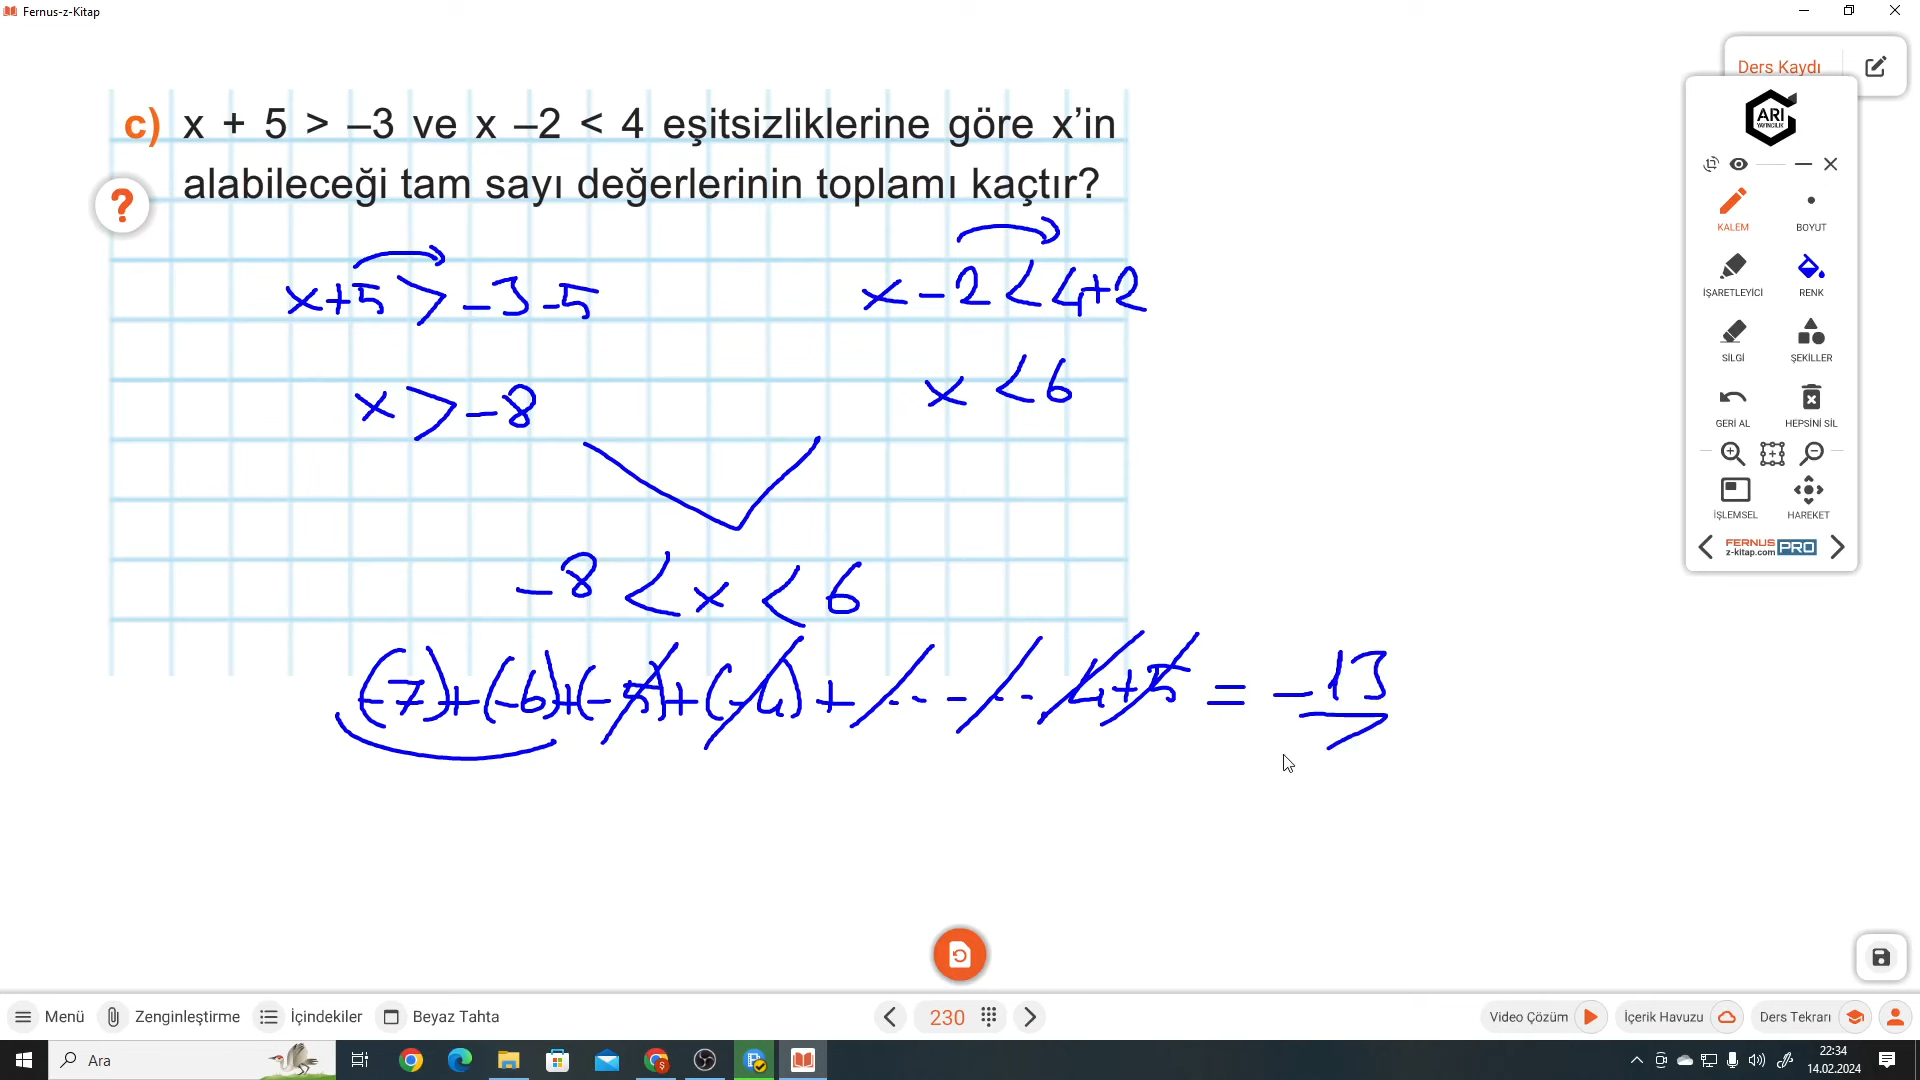 Fernus-z-Kitap
Ders Kaydı
ARI
YAYINCILIK
c) x + 5 > –3 ve x –2 < 4 eşitsizliklerine göre x'in
alabileceği tam sayı değerlerinin toplamı kaçtır?
?
x+5 > -3 -5
x -2 < 4+2
x > -8
x < 6
-8 < x < 6
(-7)+(-6)+(-5)+(-4)+ - - - - 4+5 = -13
KALEM
BOYUT
İŞARETLEYİCİ
RENK
SİLGİ
ŞEKİLLER
GERİ AL
HEPSİNİ SİL
İŞLEMSEL
HAREKET
FERNUS
z-kitap.com PRO
Menü
Zenginleştirme
İçindekiler
Beyaz Tahta
230
Video Çözüm
İçerik Havuzu
Ders Tekrarı
Ara
22:34
14.02.2024